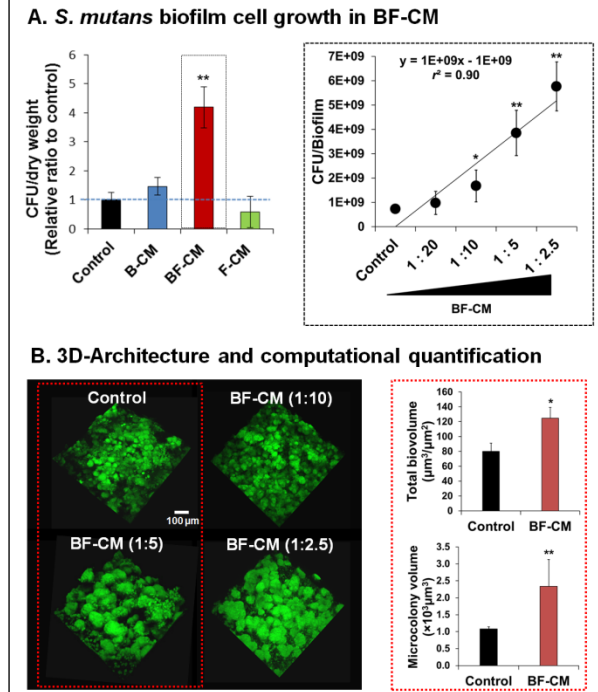 A. S. mutans biofilm cell growth in BF-CM
CFU/dry weight
(Relative ratio to control)
6
5
4
3
2
1
0
**
Control
B-CM
BF-CM
F-CM
y = 1E+09x - 1E+09
r² = 0.90
CFU/Biofilm
7E+09
6E+09
5E+09
4E+09
3E+09
2E+09
1E+09
0
*
**
**
Control
1 : 20
1 :10
1 : 5
1 : 2.5
BF-CM
B. 3D-Architecture and computational quantification
Control
BF-CM (1:10)
100 µm
BF-CM (1:5)
BF-CM (1:2.5)
Total biovolume
(µm³/µm²)
160
140
120
100
80
60
40
20
0
*
Control
BF-CM
Microcolony volume
(×10³µm³)
3.5
3.0
2.5
2.0
1.5
1.0
0.5
0.0
**
Control
BF-CM